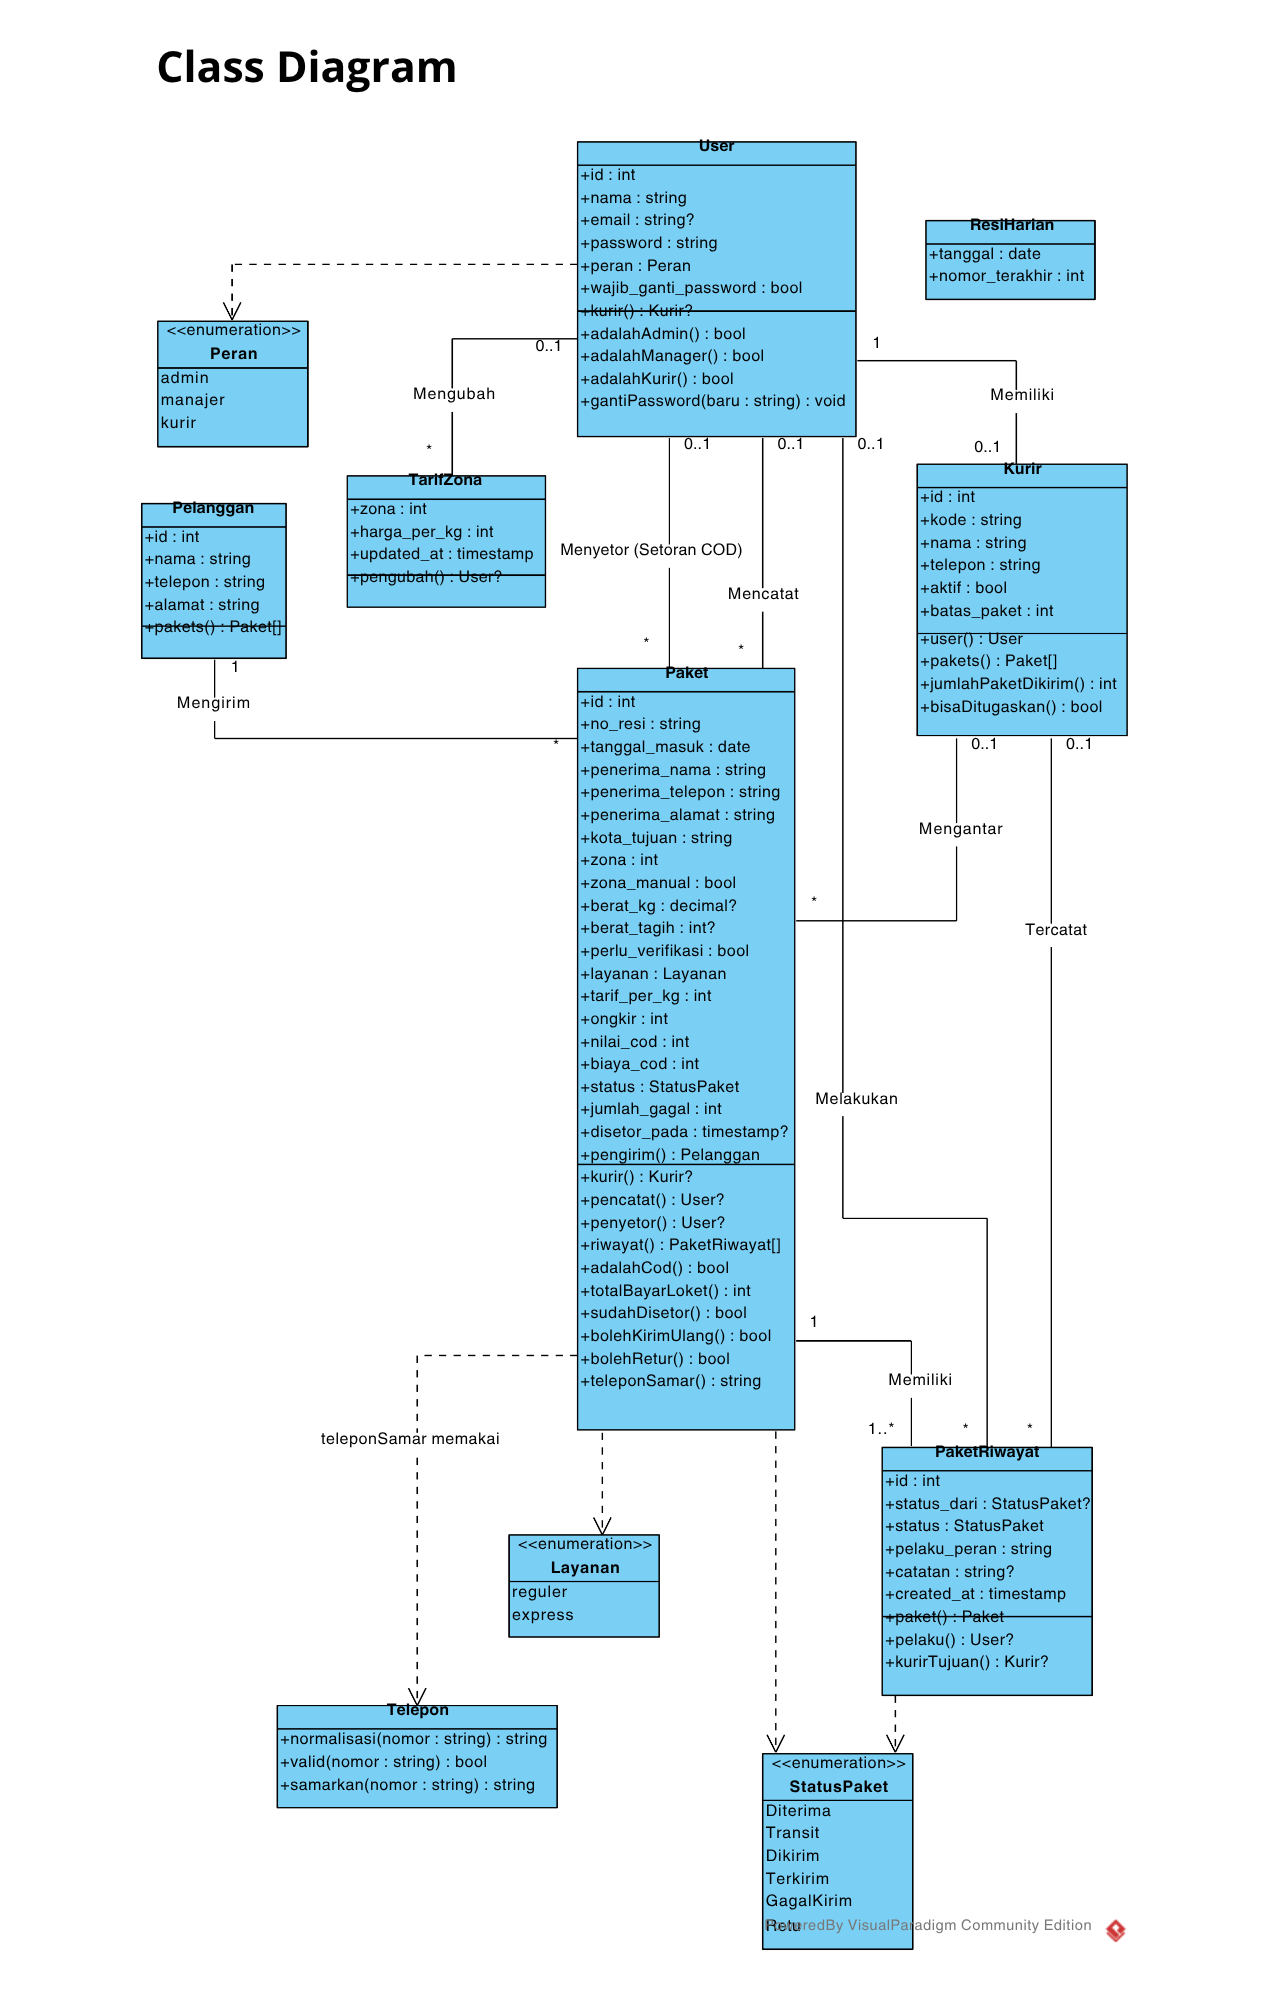 Class Diagram
User
+id : int
+nama : string
+email : string?
+password : string
+peran : Peran
+wajib_ganti_password : bool
+kurir() : Kurir?
+adalahAdmin() : bool
+adalahManager() : bool
+adalahKurir() : bool
+gantiPassword(baru : string) : void
ResiHarian
+tanggal : date
+nomor_terakhir : int
<<enumeration>>
Peran
admin
manajer
kurir
0..1
Mengubah
*
1
Memiliki
0..1
0..1
0..1
0..1
TarifZona
+zona : int
+harga_per_kg : int
+updated_at : timestamp
+pengubah() : User?
Kurir
+id : int
+kode : string
+nama : string
+telepon : string
+aktif : bool
+batas_paket : int
+user() : User
+pakets() : Paket[]
+jumlahPaketDikirim() : int
+bisaDitugaskan() : bool
Pelanggan
+id : int
+nama : string
+telepon : string
+alamat : string
+pakets() : Paket[]
Menyetor (Setoran COD)
Mencatat
*
*
1
Mengirim
*
Paket
+id : int
+no_resi : string
+tanggal_masuk : date
+penerima_nama : string
+penerima_telepon : string
+penerima_alamat : string
+kota_tujuan : string
+zona : int
+zona_manual : bool
+berat_kg : decimal?
+berat_tagih : int?
+perlu_verifikasi : bool
+layanan : Layanan
+tarif_per_kg : int
+ongkir : int
+nilai_cod : int
+biaya_cod : int
+status : StatusPaket
+jumlah_gagal : int
+disetor_pada : timestamp?
+pengirim() : Pelanggan
+kurir() : Kurir?
+pencatat() : User?
+penyetor() : User?
+riwayat() : PaketRiwayat[]
+adalahCod() : bool
+totalBayarLoket() : int
+sudahDisetor() : bool
+bolehKirimUlang() : bool
+bolehRetur() : bool
+teleponSamar() : string
0..1
0..1
Mengantar
*
Tercatat
Melakukan
1
Memiliki
1..*
*
*
teleponSamar memakai
PaketRiwayat
+id : int
+status_dari : StatusPaket?
+status : StatusPaket
+pelaku_peran : string
+catatan : string?
+created_at : timestamp
+paket() : Paket
+pelaku() : User?
+kurirTujuan() : Kurir?
<<enumeration>>
Layanan
reguler
express
Telepon
+normalisasi(nomor : string) : string
+valid(nomor : string) : bool
+samarkan(nomor : string) : string
<<enumeration>>
StatusPaket
Diterima
Transit
Dikirim
Terkirim
GagalKirim
Retu
PoweredBy VisualParadigm Community Edition